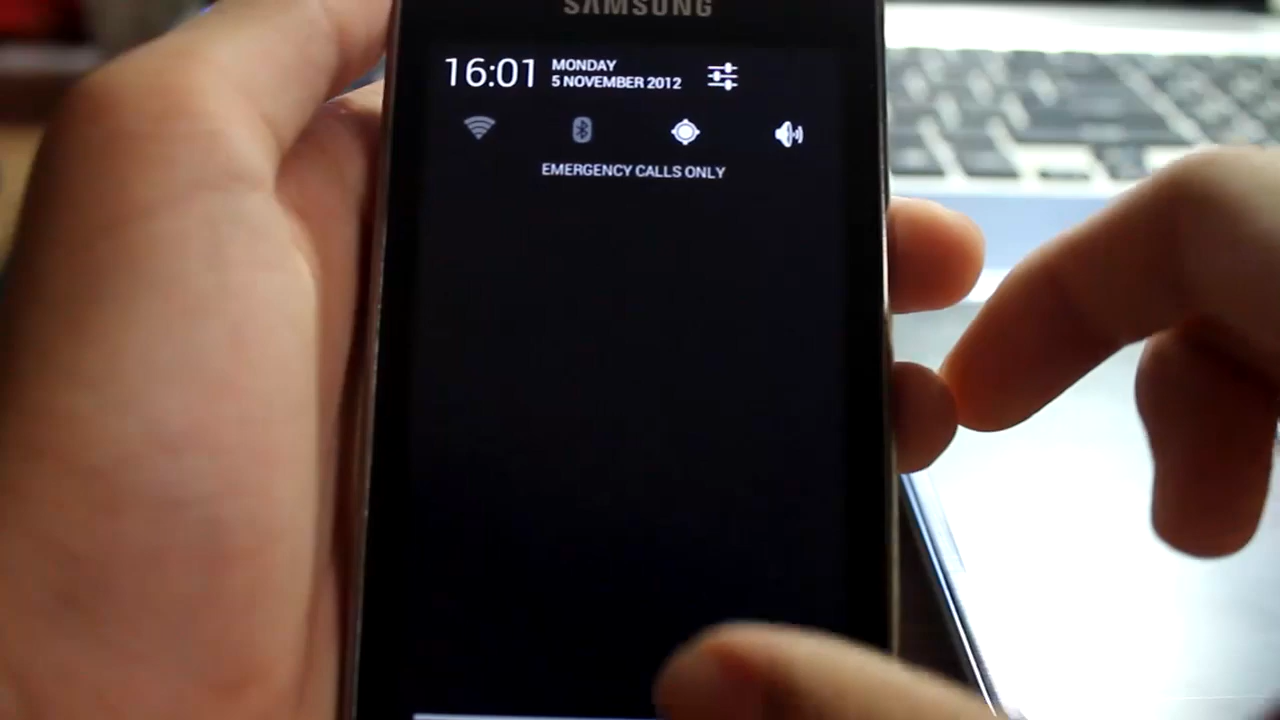 SAMSUNG
16:01
MONDAY
5 NOVEMBER 2012
EMERGENCY CALLS ONLY